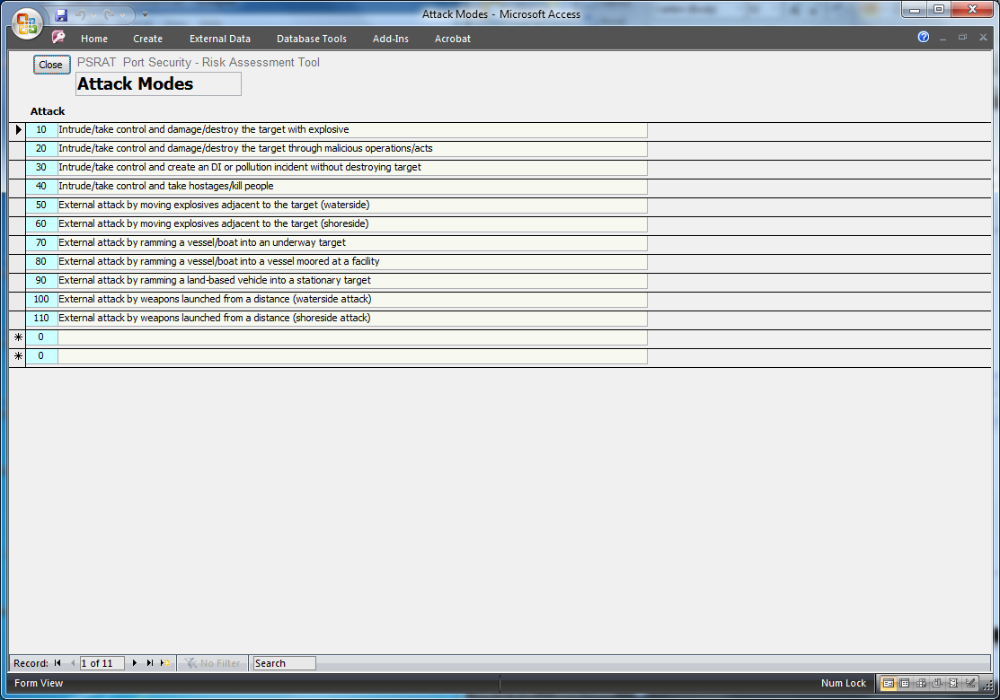 Attack Modes - Microsoft Access
Home Create External Data Database Tools Add-Ins Acrobat
Close PSRAT Port Security - Risk Assessment Tool
Attack Modes
Attack
10 Intrude/take control and damage/destroy the target with explosive
20 Intrude/take control and damage/destroy the target through malicious operations/acts
30 Intrude/take control and create an DI or pollution incident without destroying target
40 Intrude/take control and take hostages/kill people
50 External attack by moving explosives adjacent to the target (waterside)
60 External attack by moving explosives adjacent to the target (shoreside)
70 External attack by ramming a vessel/boat into an underway target
80 External attack by ramming a vessel/boat into a vessel moored at a facility
90 External attack by ramming a land-based vehicle into a stationary target
100 External attack by weapons launched from a distance (waterside attack)
110 External attack by weapons launched from a distance (shoreside attack)
* 0
* 0
Record: 1 of 11 No Filter Search
Form View Num Lock